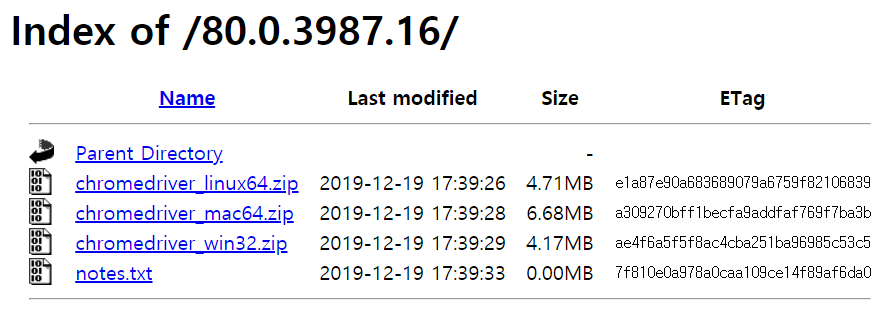 Index of /80.0.3987.16/
Name Last modified Size ETag
Parent Directory -
chromedriver_linux64.zip 2019-12-19 17:39:26 4.71MB e1a87e90a683689079a6759f82106839
chromedriver_mac64.zip 2019-12-19 17:39:28 6.68MB a309270bff1becfa9addfaf769f7ba3b
chromedriver_win32.zip 2019-12-19 17:39:29 4.17MB ae4f6a5f5f8ac4cba251ba96985c53c5
notes.txt 2019-12-19 17:39:33 0.00MB 7f810e0a978a0caa109ce14f89af6da0